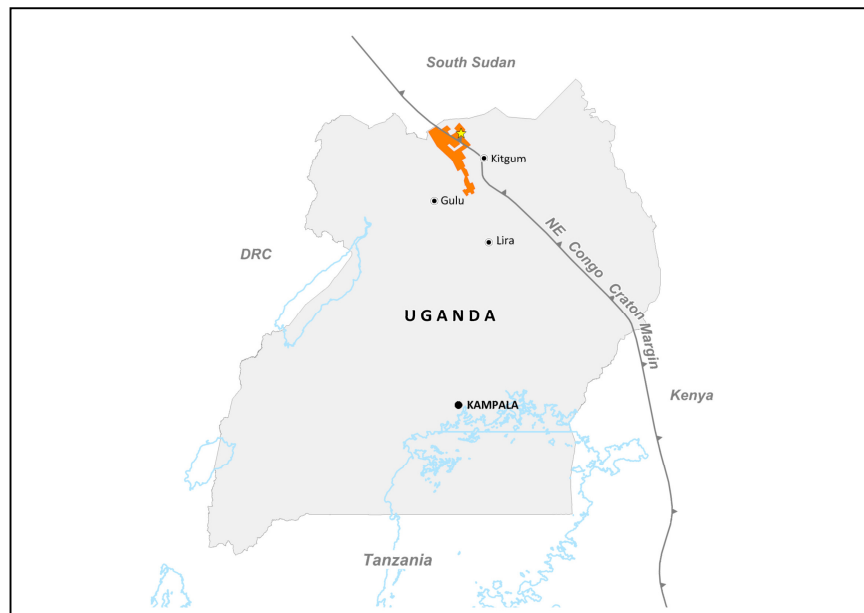 South Sudan
Kitgum
Gulu
NE Congo Craton Margin
Lira
DRC
UGANDA
Kenya
KAMPALA
Tanzania